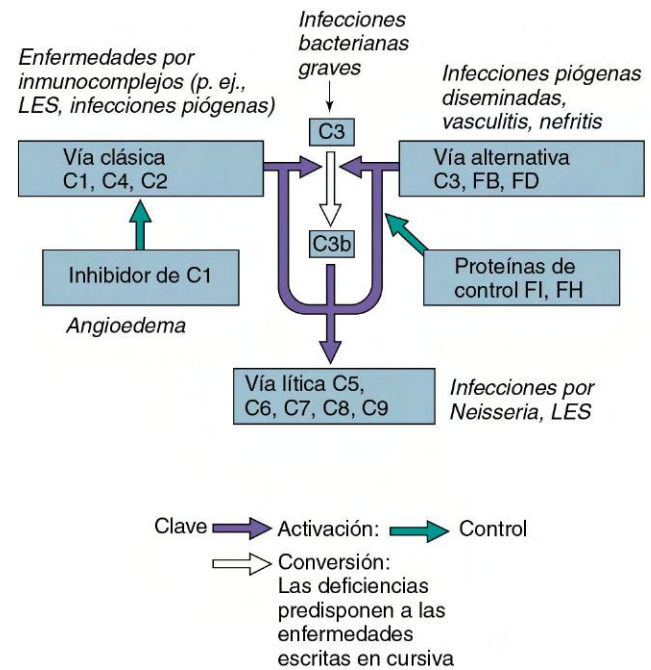 Infecciones
bacterianas
graves
Enfermedades por
inmunocomplejos (p. ej.,
LES, infecciones piógenas)
Infecciones piógenas
diseminadas,
vasculitis, nefritis
C3
Vía clásica
C1, C4, C2
Vía alternativa
C3, FB, FD
C3b
Inhibidor de C1
Angioedema
Proteínas de
control FI, FH
Vía lítica C5,
C6, C7, C8, C9
Infecciones por
Neisseria, LES
Clave Activación: Control
Conversión:
Las deficiencias
predisponen a las
enfermedades
escritas en cursiva